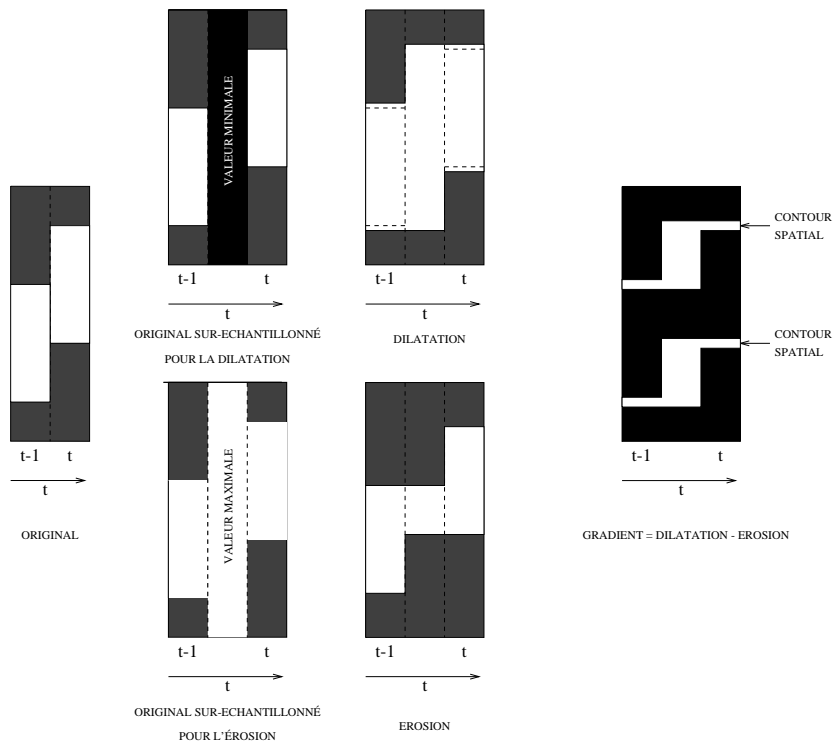 t-1 t
t
ORIGINAL
VALEUR MINIMALE
t-1 t
t
ORIGINAL SUR-ECHANTILLONNÉ
POUR LA DILATATION
t-1 t
t
DILATATION
VALEUR MAXIMALE
t-1 t
t
ORIGINAL SUR-ECHANTILLONNÉ
POUR L'ÉROSION
t-1 t
t
EROSION
CONTOUR
SPATIAL
CONTOUR
SPATIAL
t-1 t
t
GRADIENT = DILATATION - EROSION